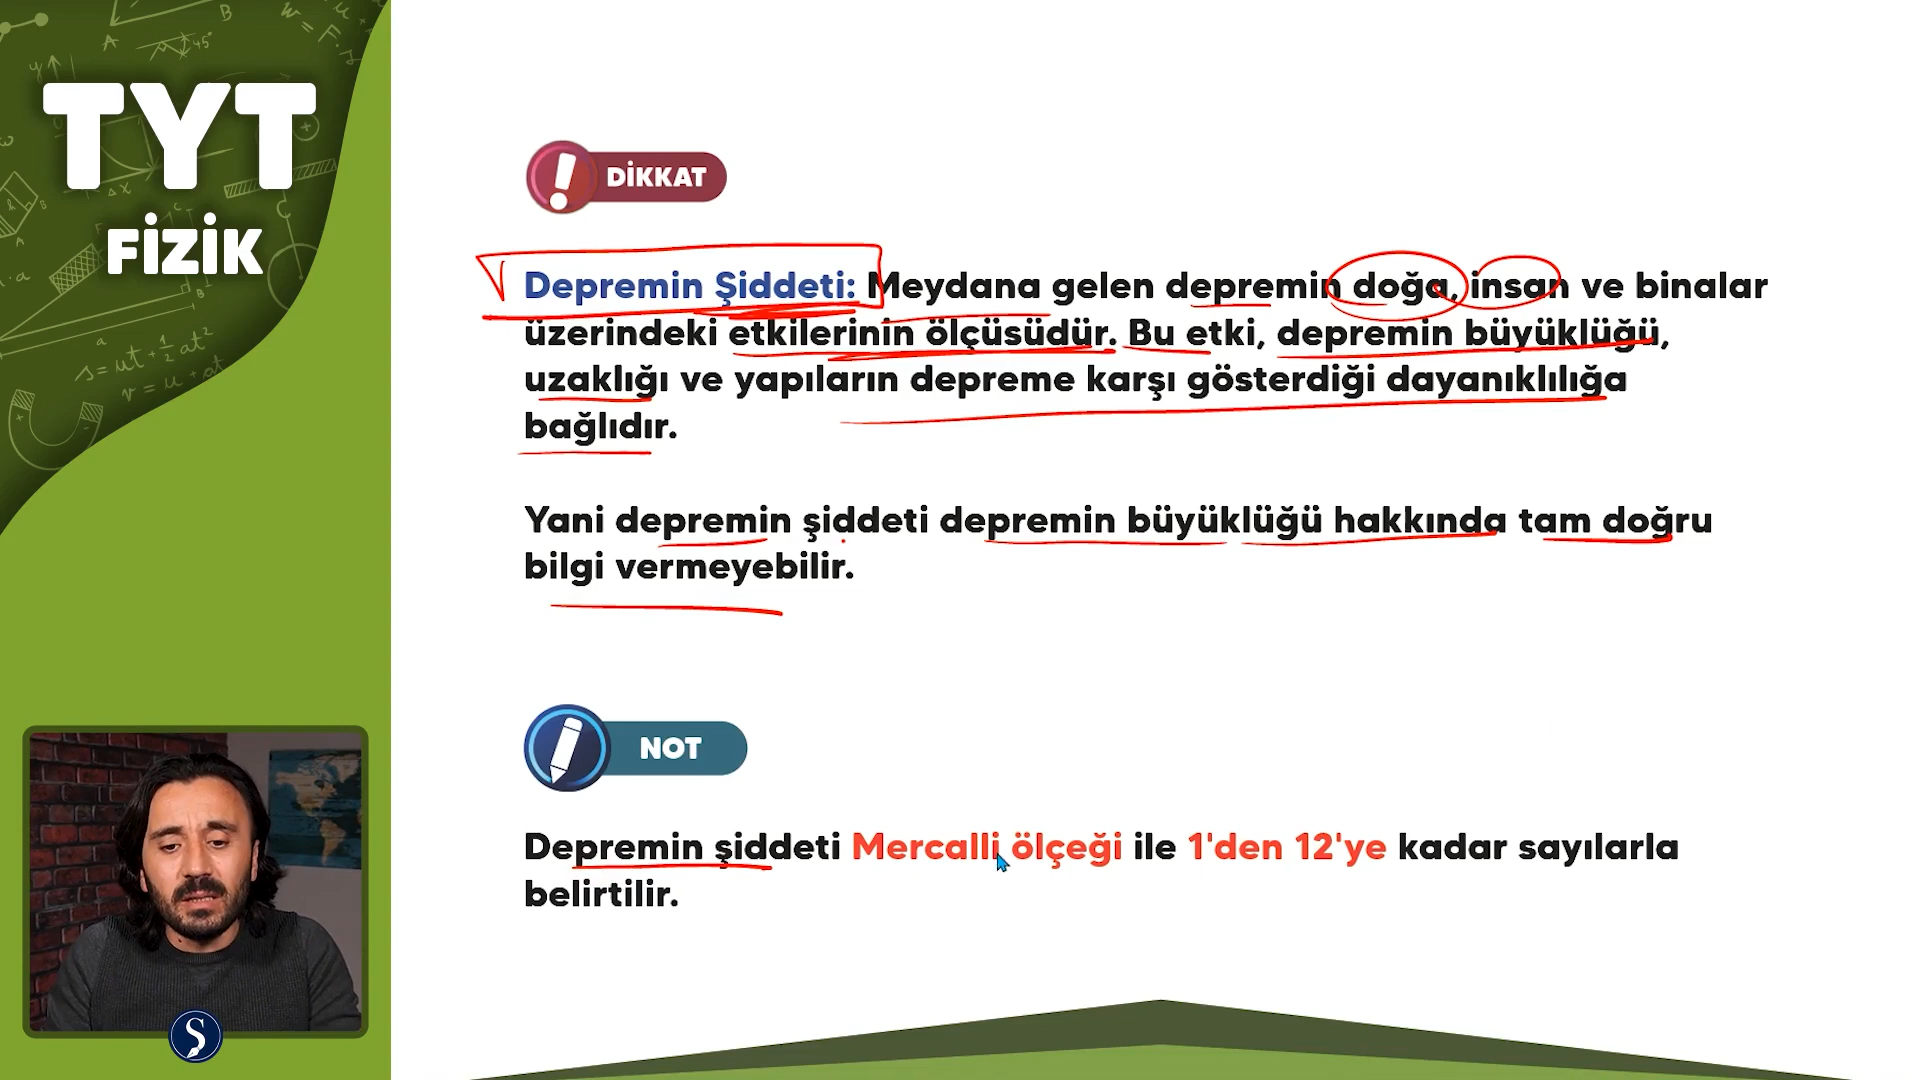 TYT
FİZİK
DİKKAT
Depremin Şiddeti: Meydana gelen depremin doğa, insan ve binalar
üzerindeki etkilerinin ölçüsüdür. Bu etki, depremin büyüklüğü,
uzaklığı ve yapıların depreme karşı gösterdiği dayanıklılığa
bağlıdır.
Yani depremin şiddeti depremin büyüklüğü hakkında tam doğru
bilgi vermeyebilir.
NOT
Depremin şiddeti Mercalli ölçeği ile 1'den 12'ye kadar sayılarla
belirtilir.